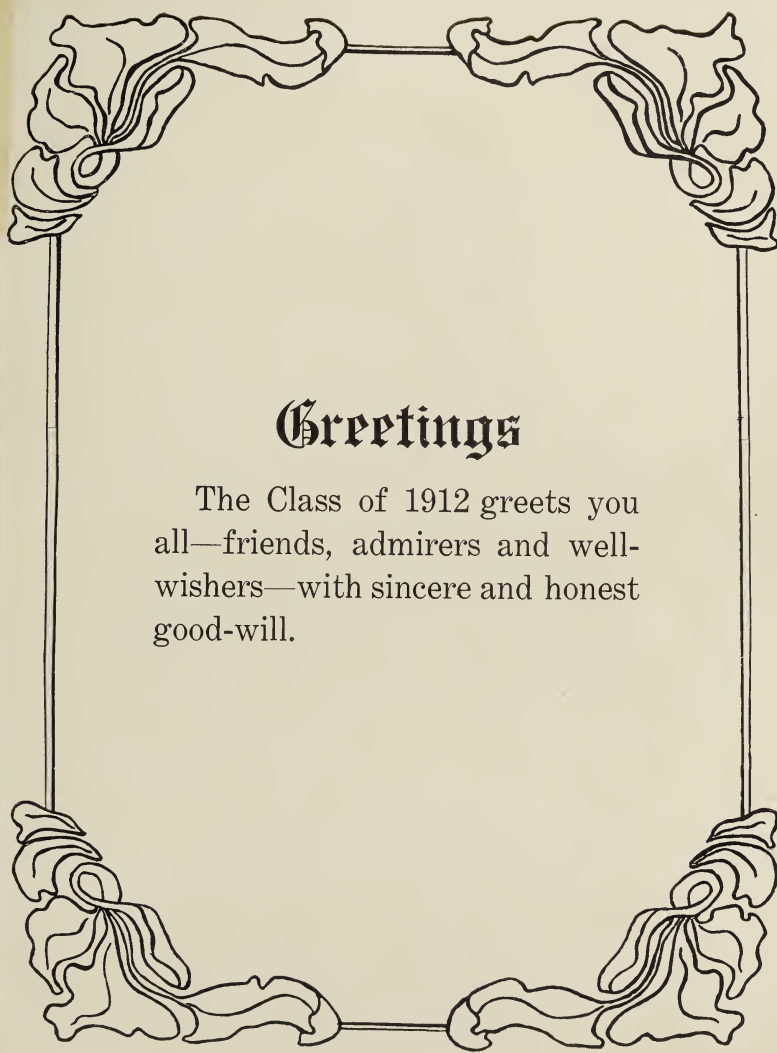 Greetings
The Class of 1912 greets you
all—friends, admirers and well-
wishers—with sincere and honest
good-will.